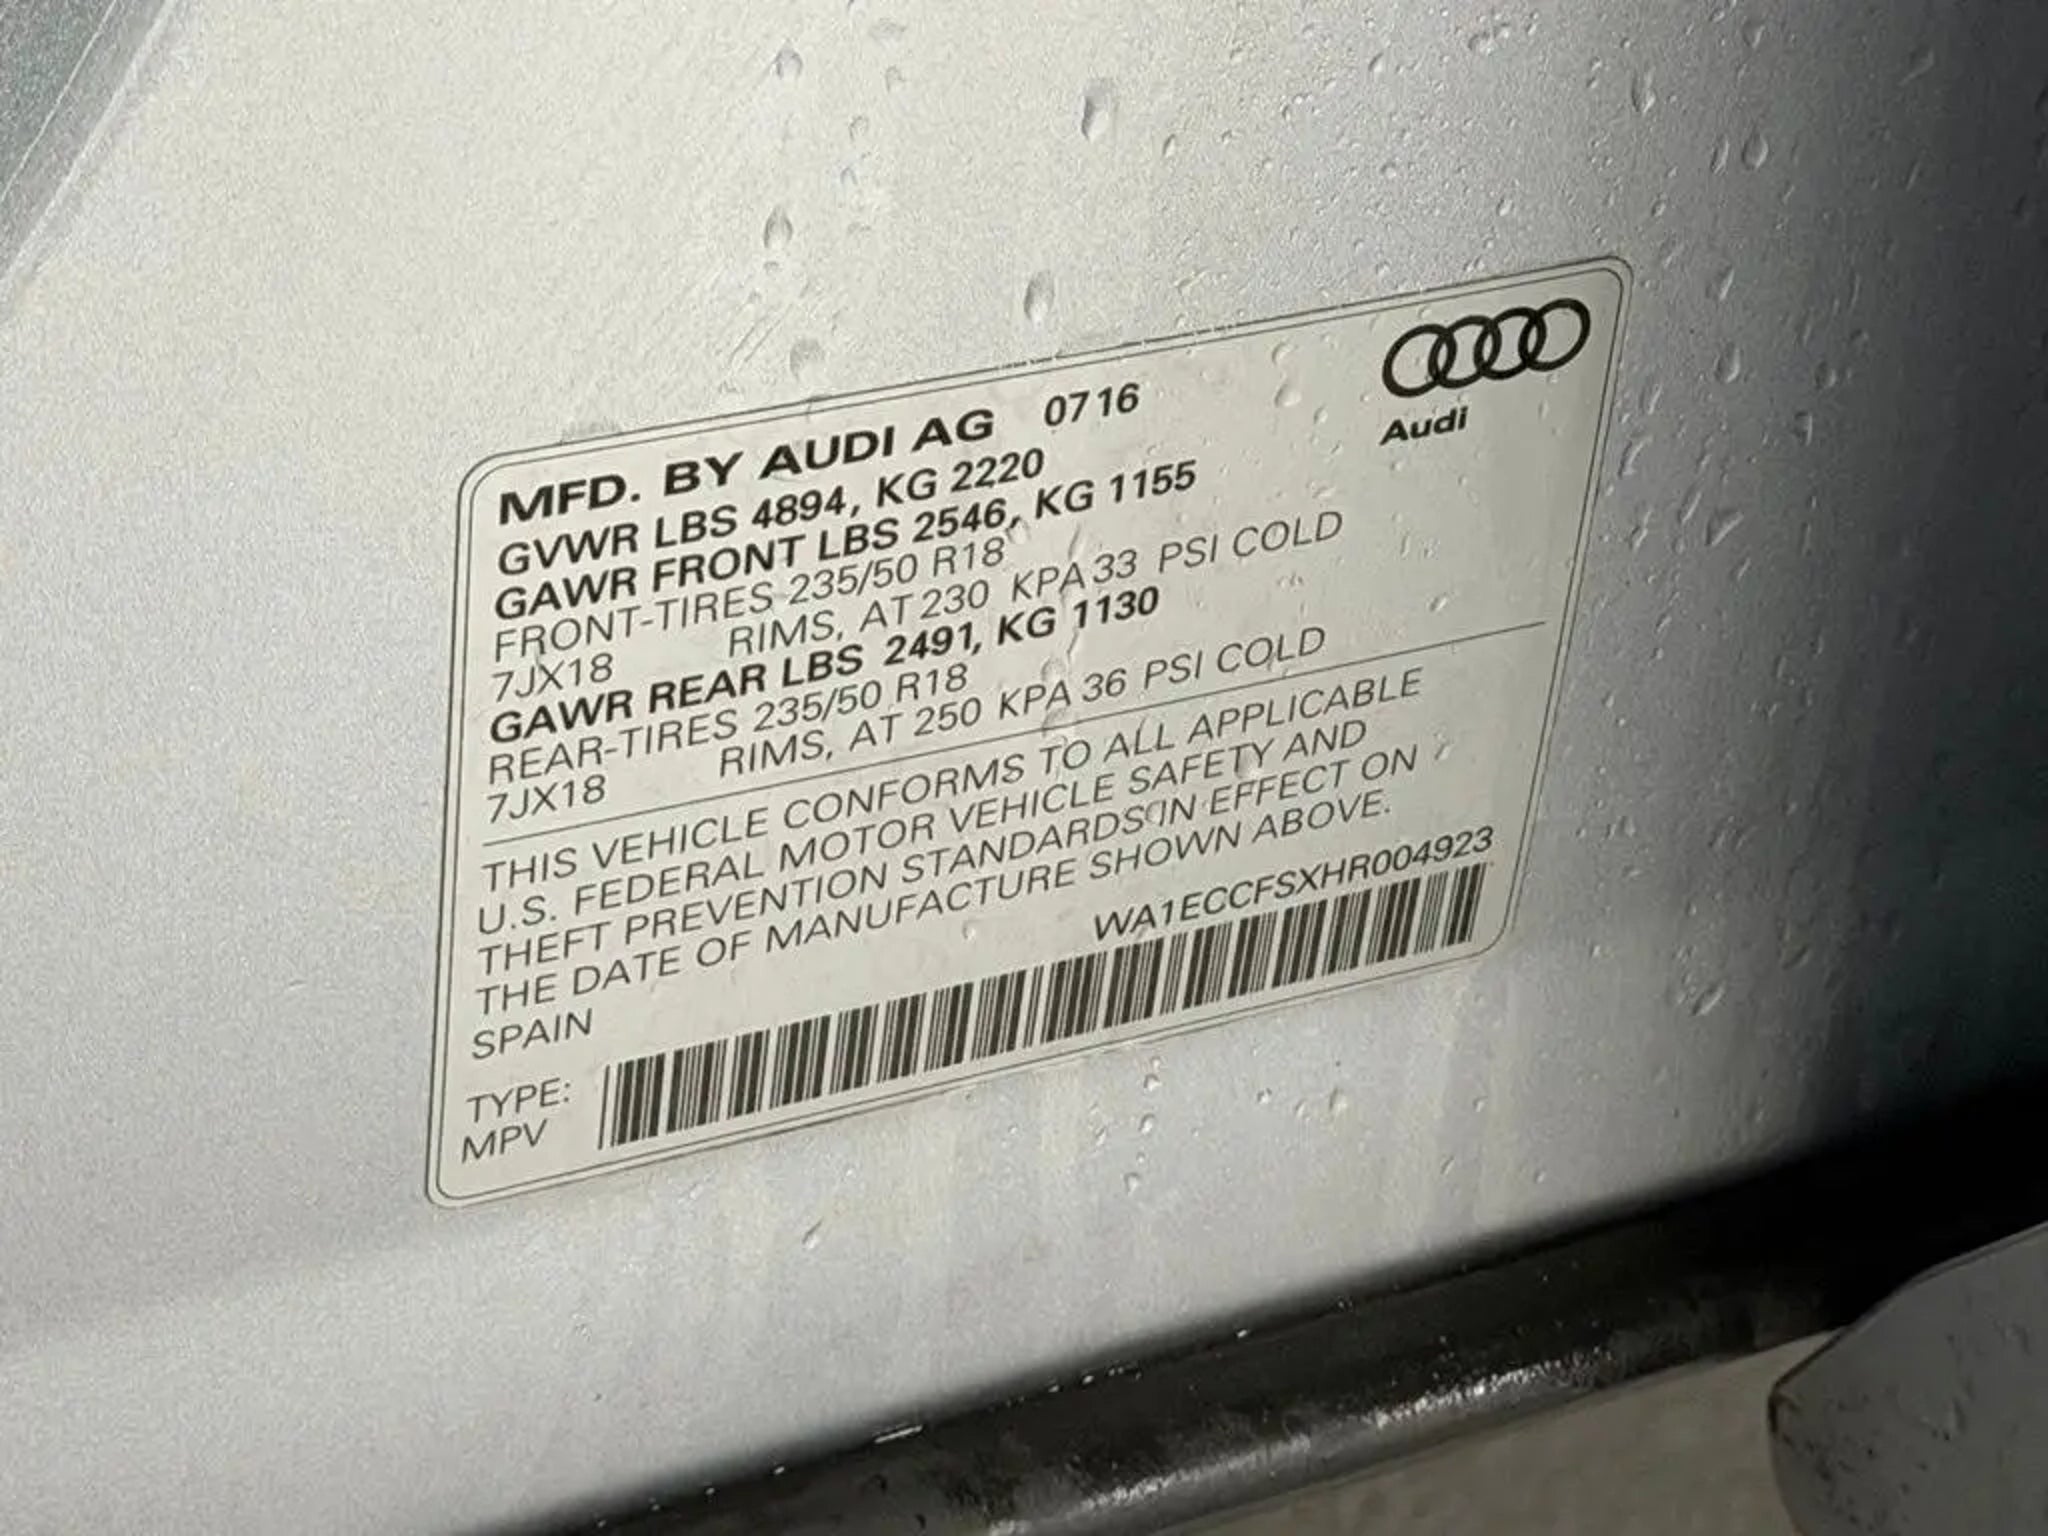 MFD. BY AUDI AG 0716
Audi
GVWR LBS 4894, KG 2220
GAWR FRONT LBS 2546, KG 1155
FRONT-TIRES 235/50 R18
7JX18 RIMS, AT 230 KPA 33 PSI COLD
GAWR REAR LBS 2491, KG 1130
REAR-TIRES 235/50 R18
7JX18 RIMS, AT 250 KPA 36 PSI COLD
THIS VEHICLE CONFORMS TO ALL APPLICABLE
U.S. FEDERAL MOTOR VEHICLE SAFETY AND
THEFT PREVENTION STANDARDS IN EFFECT ON
THE DATE OF MANUFACTURE SHOWN ABOVE.
SPAIN
WA1ECCFSXHR004923
TYPE:
MPV